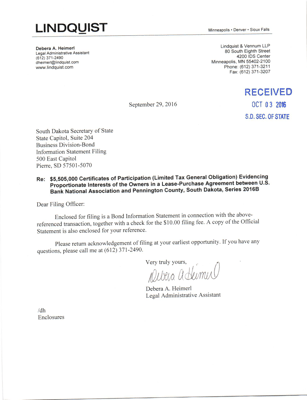 LINDQUIST
Minneapolis • Denver • Sioux Falls
Debera A. Heimerl
Legal Administrative Assistant
(612) 371-2490
dheimerl@lindquist.com
www.lindquist.com
Lindquist & Vennum LLP
80 South Eighth Street
4200 IDS Center
Minneapolis, MN 55402-2100
Phone: (612) 371-3211
Fax: (612) 371-3207
RECEIVED
OCT 03 2016
S.D. SEC. OF STATE
September 29, 2016
South Dakota Secretary of State
State Capitol, Suite 204
Business Division-Bond
Information Statement Filing
500 East Capitol
Pierre, SD 57501-5070
Re: $5,505,000 Certificates of Participation (Limited Tax General Obligation) Evidencing
Proportionate Interests of the Owners in a Lease-Purchase Agreement between U.S.
Bank National Association and Pennington County, South Dakota, Series 2016B
Dear Filing Officer:
Enclosed for filing is a Bond Information Statement in connection with the above-
referenced transaction, together with a check for the $10.00 filing fee. A copy of the Official
Statement is also enclosed for your reference.
Please return acknowledgement of filing at your earliest opportunity. If you have any
questions, please call me at (612) 371-2490.
Very truly yours,
Debera A Heimerl
Debera A. Heimerl
Legal Administrative Assistant
/dh
Enclosures